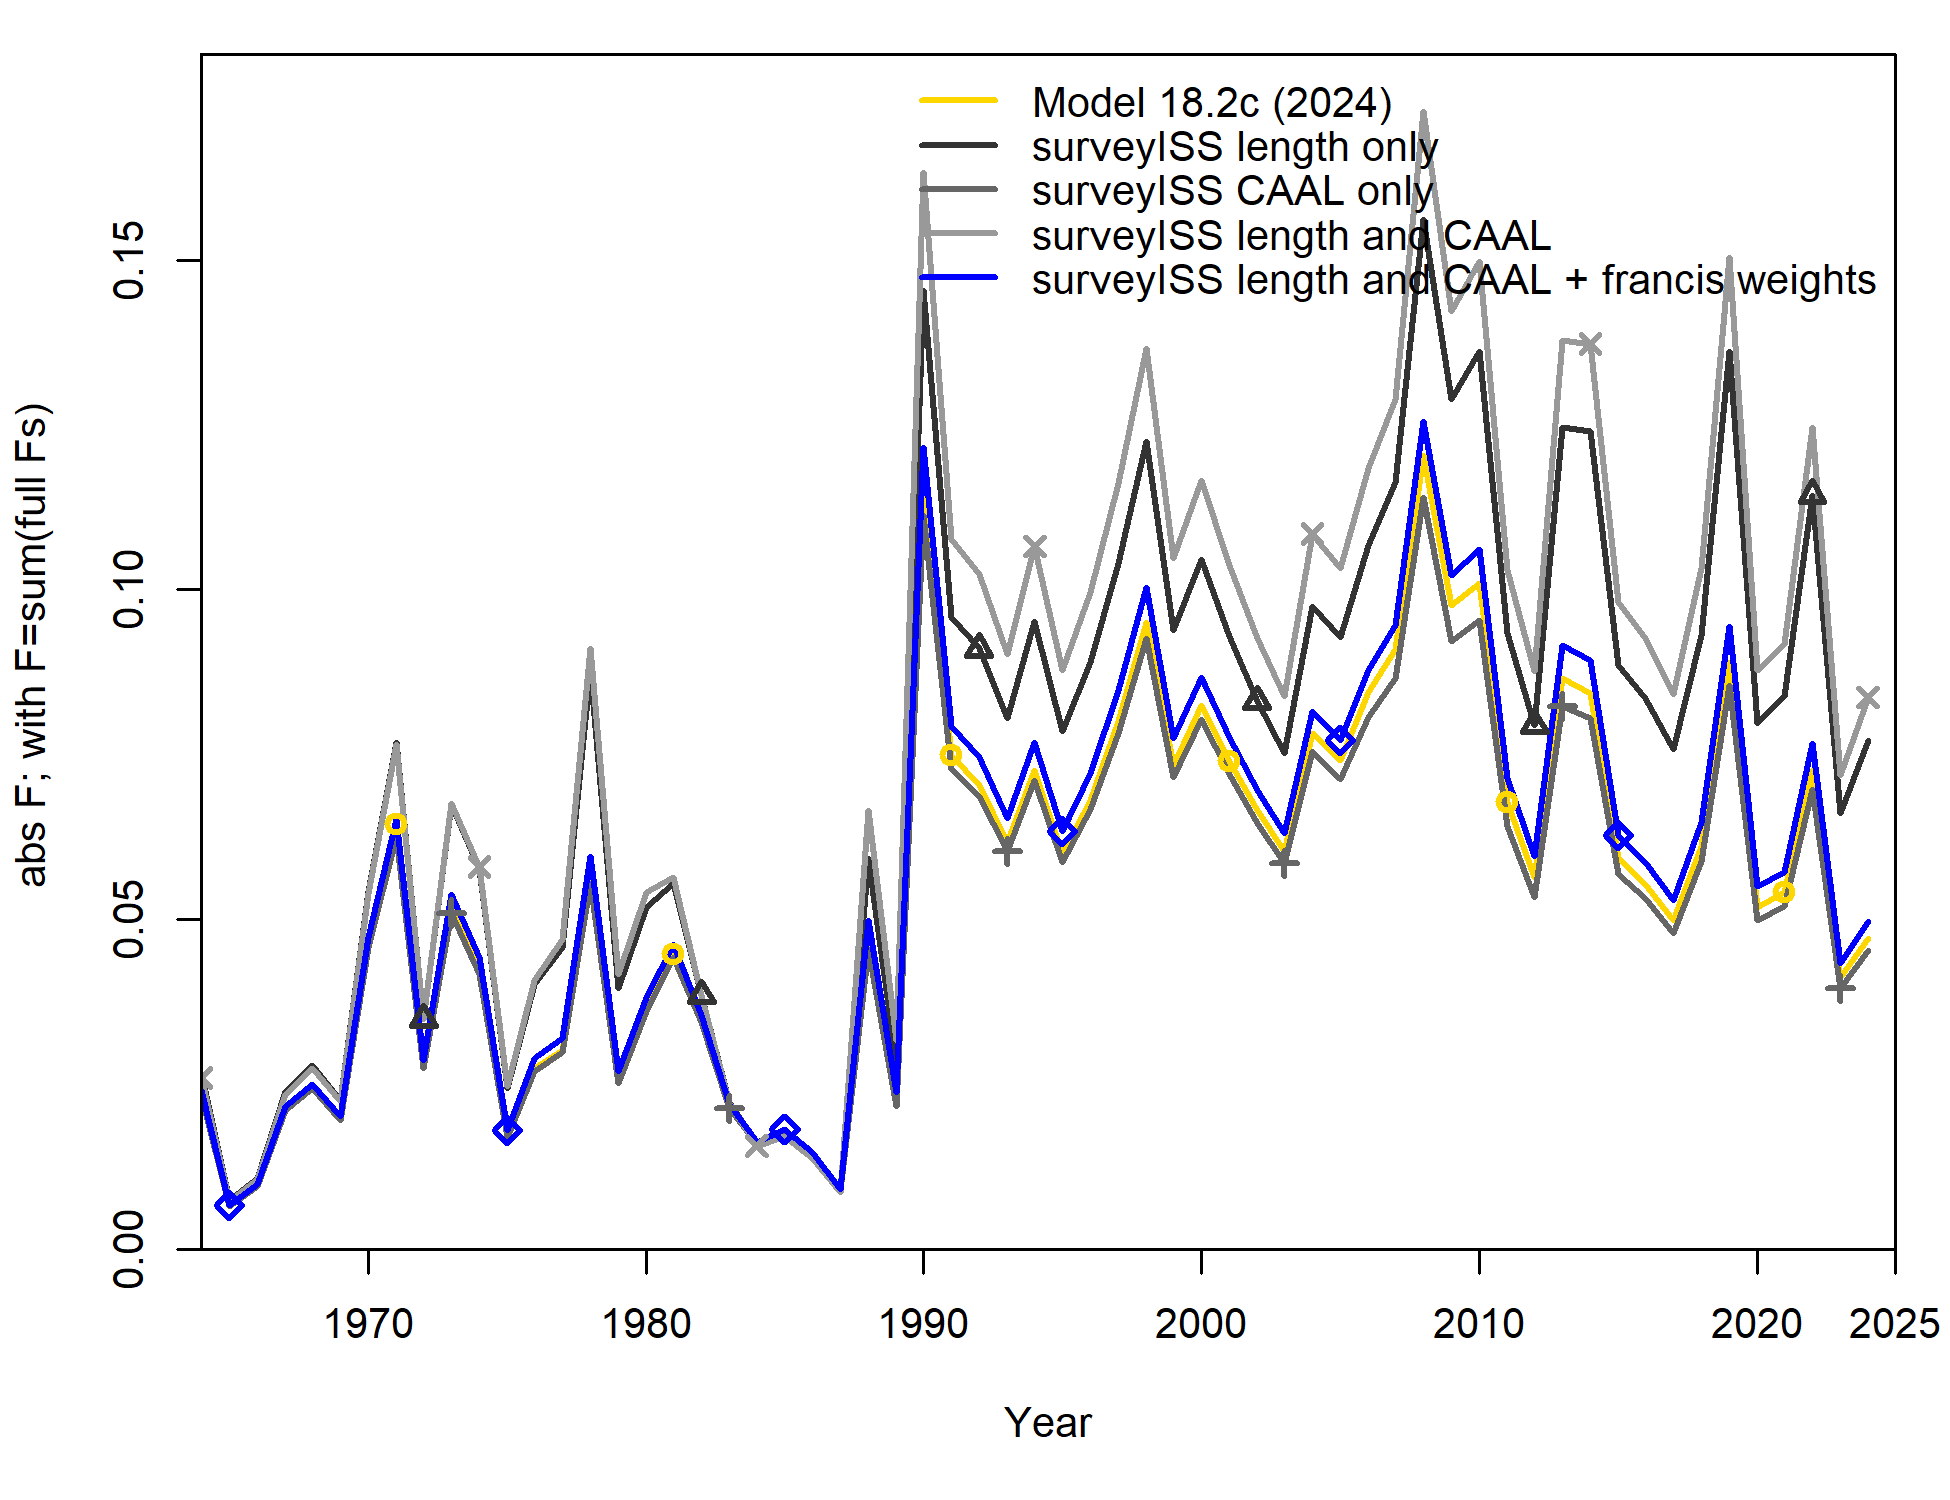 Model 18.2c (2024)
surveyISS length only
surveyISS CAAL only
surveyISS length and CAAL
surveyISS length and CAAL + francis weights
abs F; with F=sum(full Fs)
0.15
0.10
0.05
0.00
1970 1980 1990 2000 2010 2020 2025
Year